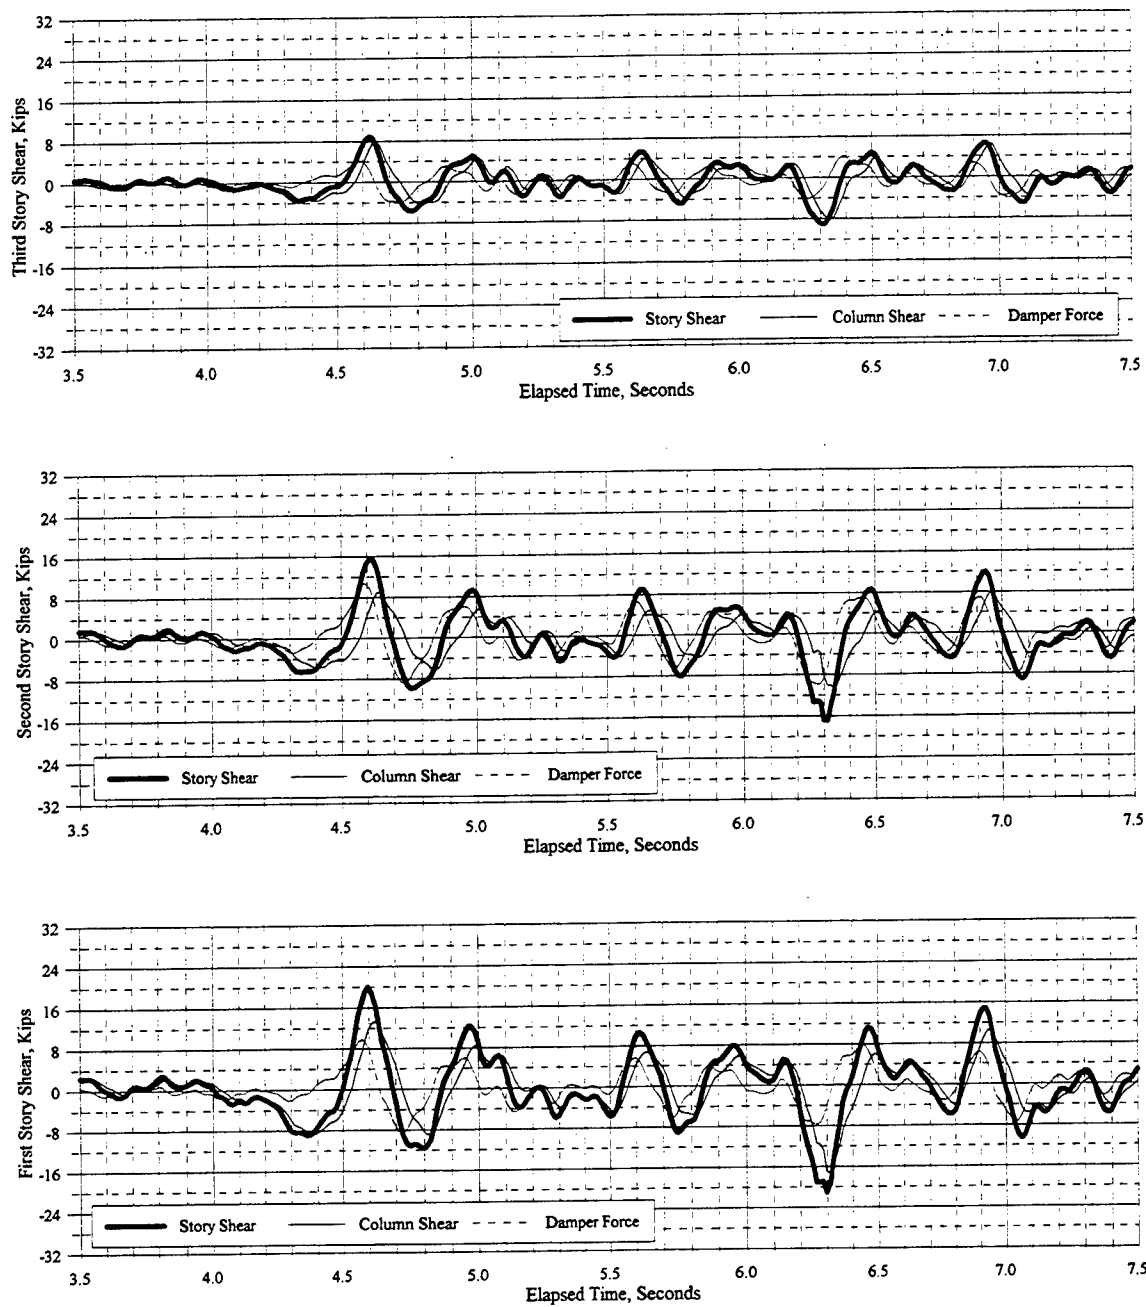 32
24
16
8
0
-8
-16
-24
-32
Third Story Shear, Kips
Story Shear Column Shear Damper Force
3.5 4.0 4.5 5.0 5.5 6.0 6.5 7.0 7.5
Elapsed Time, Seconds
32
24
16
8
0
-8
-16
-24
-32
Second Story Shear, Kips
Story Shear Column Shear Damper Force
3.5 4.0 4.5 5.0 5.5 6.0 6.5 7.0 7.5
Elapsed Time, Seconds
32
24
16
8
0
-8
-16
-24
-32
First Story Shear, Kips
Story Shear Column Shear Damper Force
3.5 4.0 4.5 5.0 5.5 6.0 6.5 7.0 7.5
Elapsed Time, Seconds